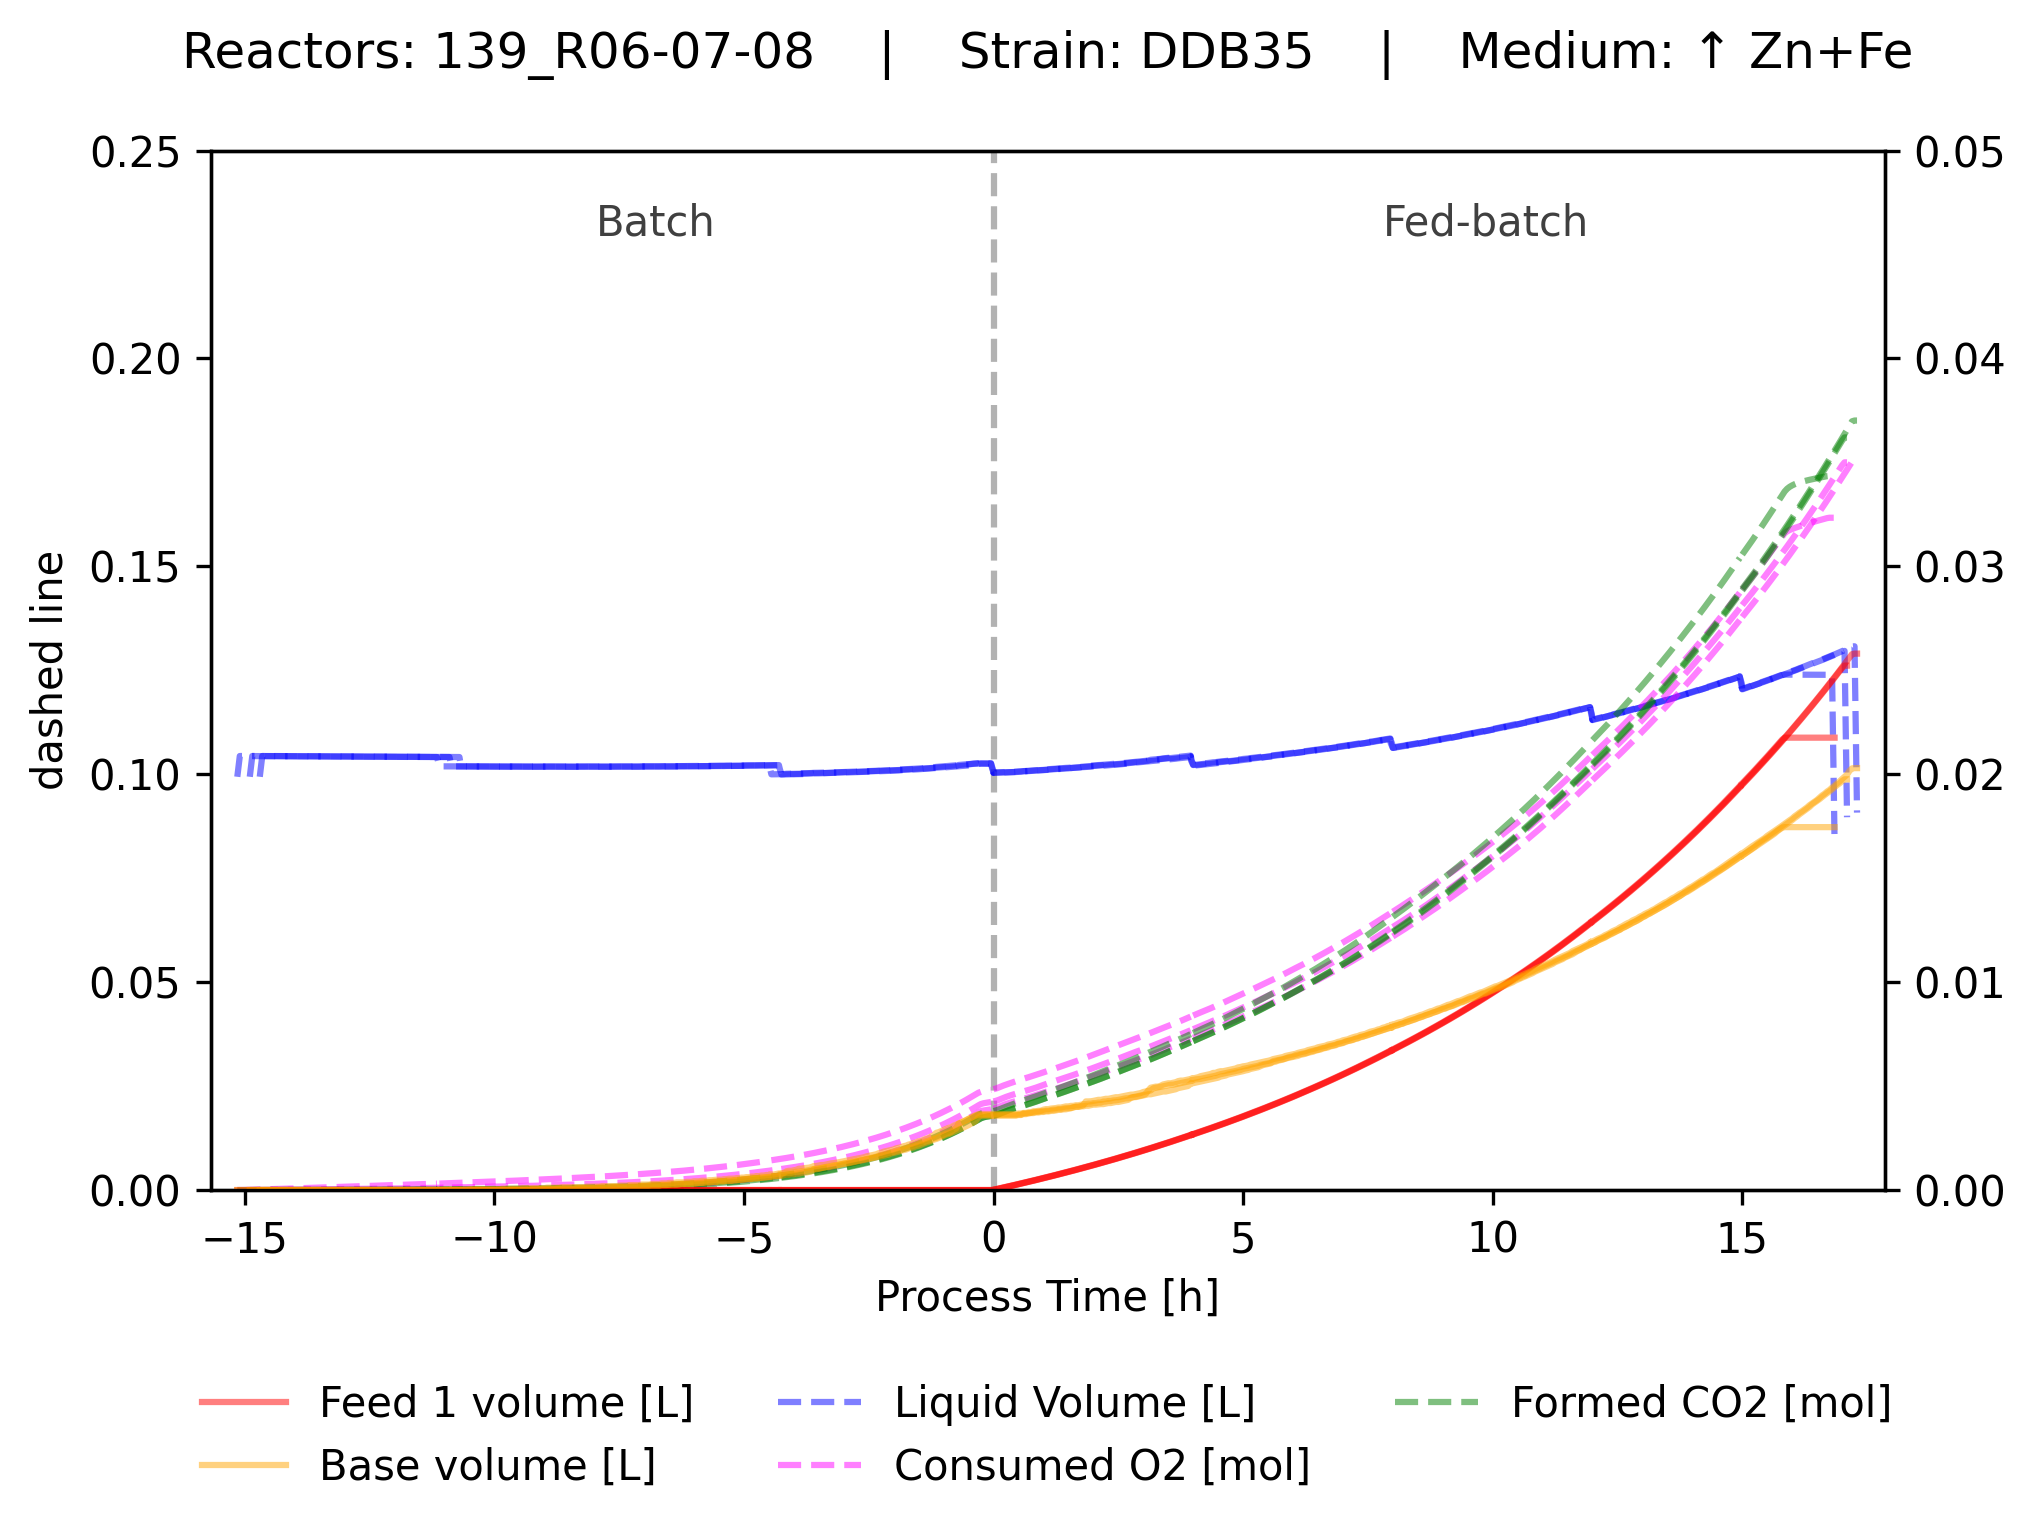 Reactors: 139_R06-07-08 | Strain: DDB35 | Medium: ↑ Zn+Fe
0.25
0.20
0.15
0.10
0.05
0.00
dashed line
Batch
Fed-batch
0.05
0.04
0.03
0.02
0.01
0.00
−15 −10 −5 0 5 10 15
Process Time [h]
Feed 1 volume [L] Liquid Volume [L] Formed CO2 [mol]
Base volume [L] Consumed O2 [mol]